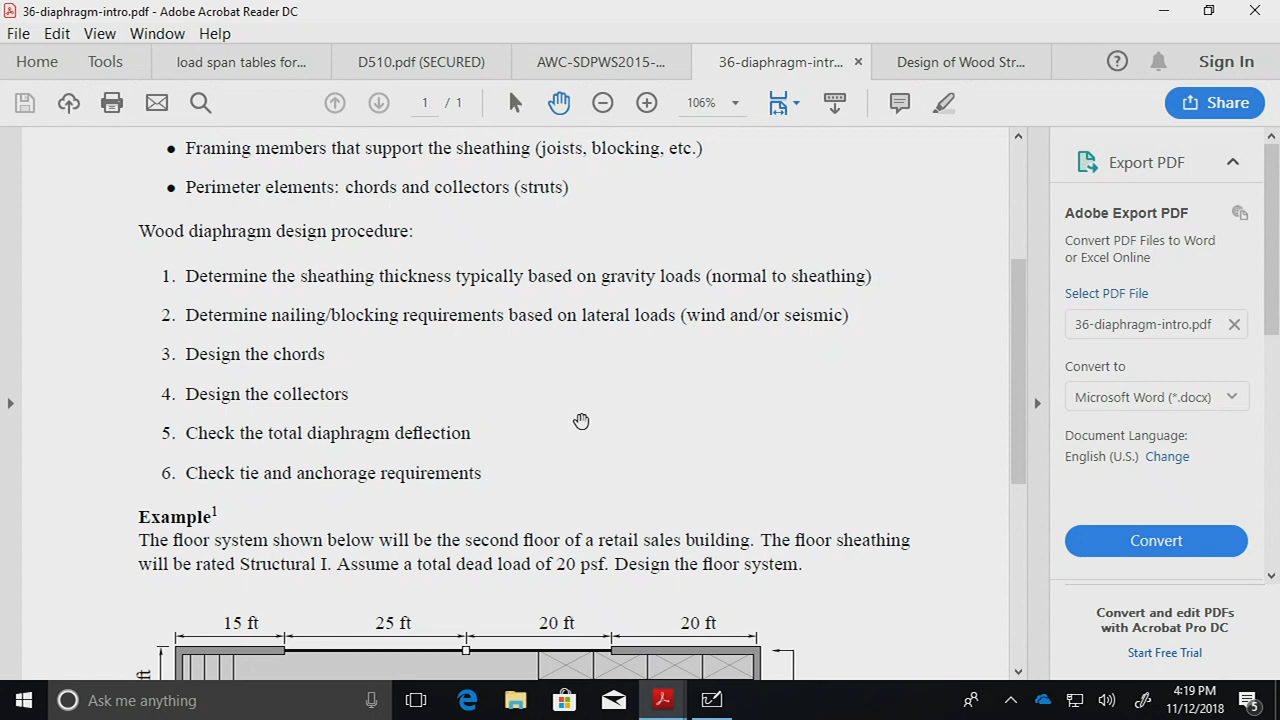 36-diaphragm-intro.pdf - Adobe Acrobat Reader DC
File Edit View Window Help
Home Tools load span tables for... D510.pdf (SECURED) AWC-SDPWS2015-... 36-diaphragm-intr... × Design of Wood Str... Sign In
1 / 1 106% Share
• Framing members that support the sheathing (joists, blocking, etc.)
• Perimeter elements: chords and collectors (struts)
Wood diaphragm design procedure:
1. Determine the sheathing thickness typically based on gravity loads (normal to sheathing)
2. Determine nailing/blocking requirements based on lateral loads (wind and/or seismic)
3. Design the chords
4. Design the collectors
5. Check the total diaphragm deflection
6. Check tie and anchorage requirements
Example1
The floor system shown below will be the second floor of a retail sales building. The floor sheathing
will be rated Structural I. Assume a total dead load of 20 psf. Design the floor system.
15 ft 25 ft 20 ft 20 ft
ft
Export PDF
Adobe Export PDF
Convert PDF Files to Word
or Excel Online
Select PDF File
36-diaphragm-intro.pdf
Convert to
Microsoft Word (*.docx)
Document Language:
English (U.S.) Change
Convert
Convert and edit PDFs
with Acrobat Pro DC
Start Free Trial
Ask me anything
4:19 PM
11/12/2018
5